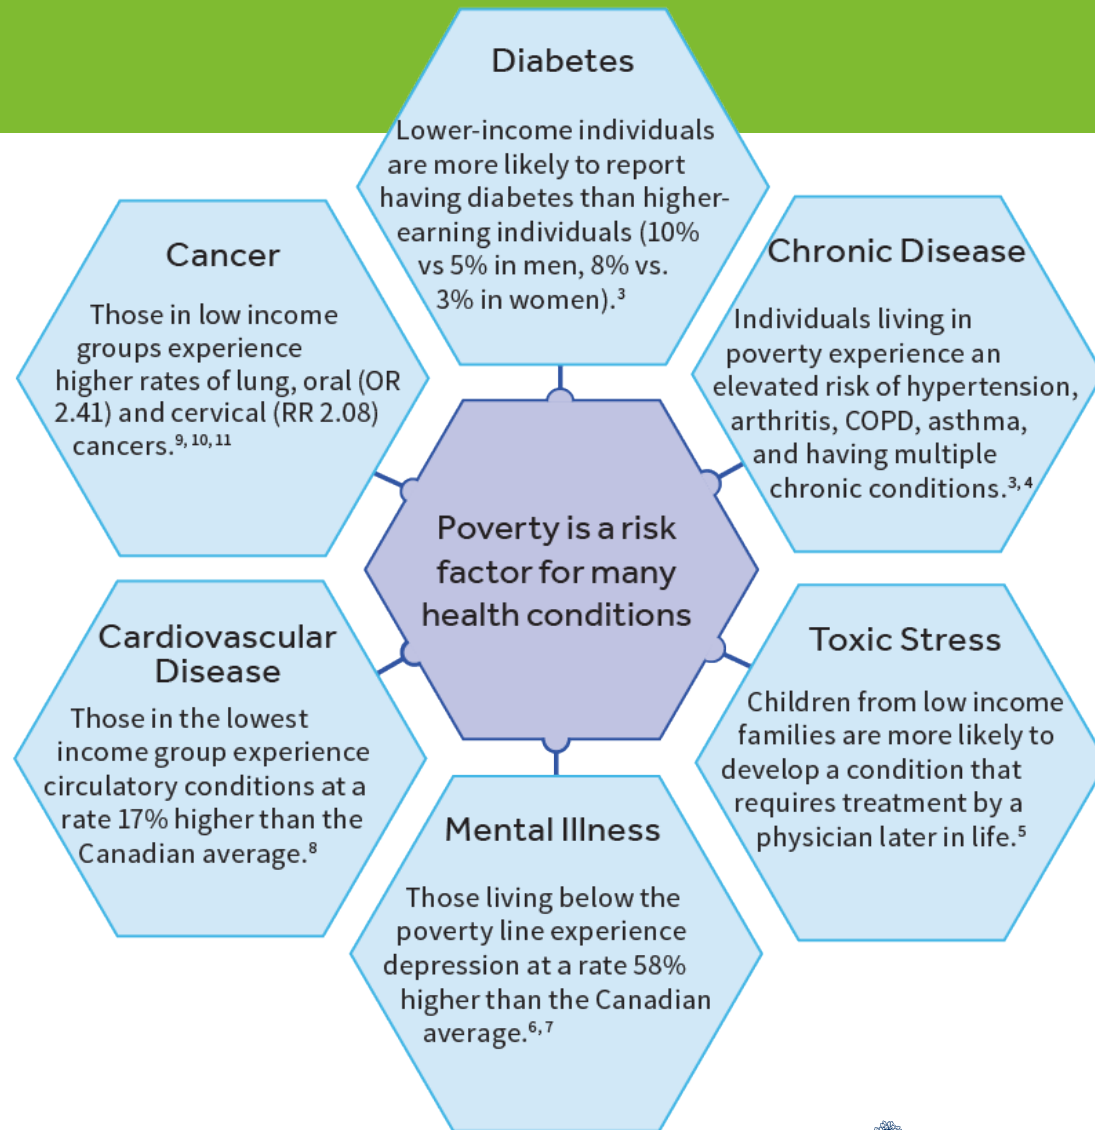 Diabetes
Lower-income individuals
are more likely to report
having diabetes than higher-
earning individuals (10%
vs 5% in men, 8% vs.
3% in women).³
Cancer
Those in low income
groups experience
higher rates of lung, oral (OR
2.41) and cervical (RR 2.08)
cancers.⁹, ¹⁰, ¹¹
Chronic Disease
Individuals living in
poverty experience an
elevated risk of hypertension,
arthritis, COPD, asthma,
and having multiple
chronic conditions.³, ⁴
Poverty is a risk
factor for many
health conditions
Cardiovascular
Disease
Those in the lowest
income group experience
circulatory conditions at a
rate 17% higher than the
Canadian average.⁸
Toxic Stress
Children from low income
families are more likely to
develop a condition that
requires treatment by a
physician later in life.⁵
Mental Illness
Those living below the
poverty line experience
depression at a rate 58%
higher than the Canadian
average.⁶, ⁷